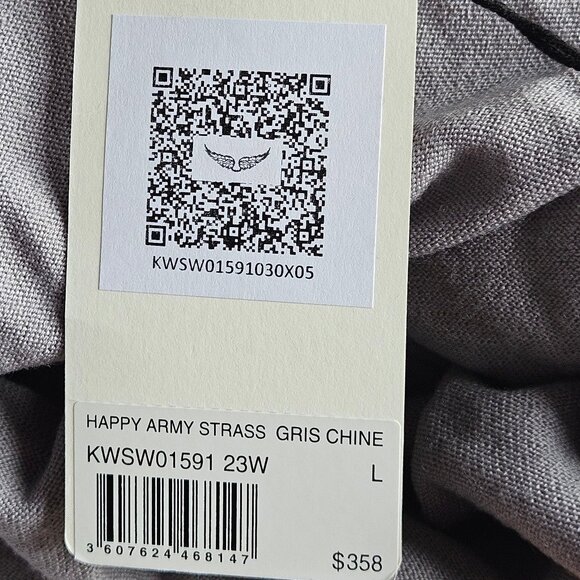 KWSW01591030X05
HAPPY ARMY STRASS GRIS CHINE
KWSW01591 23W L
3 607624 468147
$358